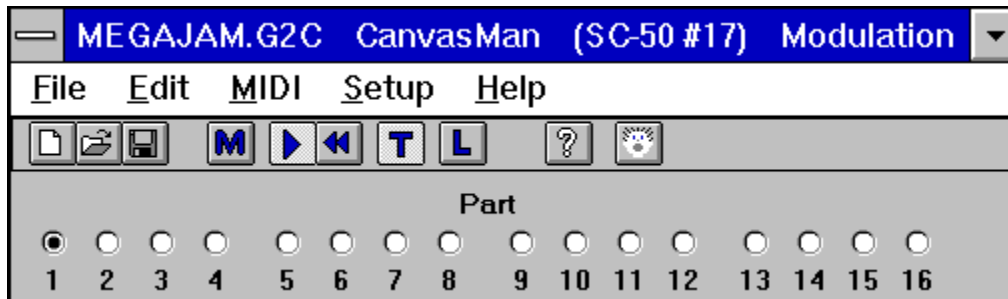 MEGAJAM.G2C CanvasMan (SC-50 #17) Modulation
File Edit MIDI Setup Help
M T L ?
Part
1 2 3 4 5 6 7 8 9 10 11 12 13 14 15 16